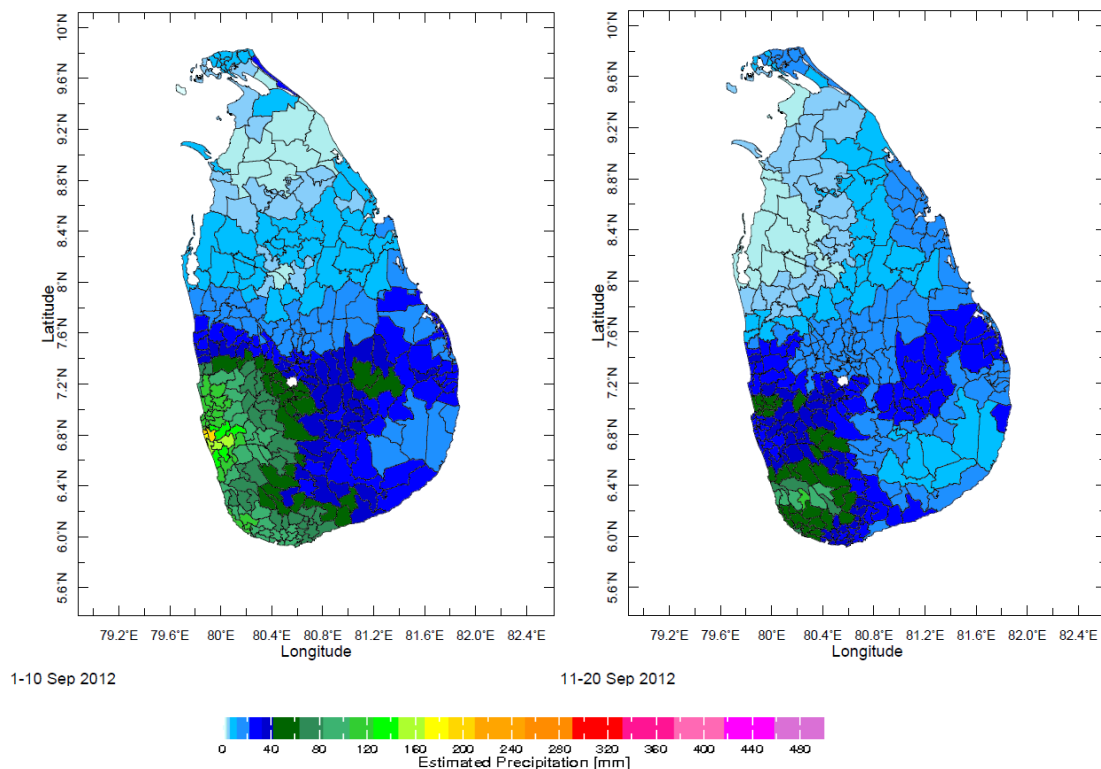 10°N
9.6°N
9.2°N
8.8°N
8.4°N
8°N
7.6°N
7.2°N
6.8°N
6.4°N
6.0°N
5.6°N
Latitude
79.2°E 80°E 80.4°E 80.8°E 81.2°E 81.6°E 82.0°E 82.4°E
Longitude
1-10 Sep 2012
10°N
9.6°N
9.2°N
8.8°N
8.4°N
8°N
7.6°N
7.2°N
6.8°N
6.4°N
6.0°N
5.6°N
Latitude
79.2°E 79.6°E 80°E 80.4°E 80.8°E 81.2°E 81.6°E 82.0°E 82.4°E
Longitude
11-20 Sep 2012
0 40 80 120 160 200 240 280 320 360 400 440 480
Estimated Precipitation [mm]